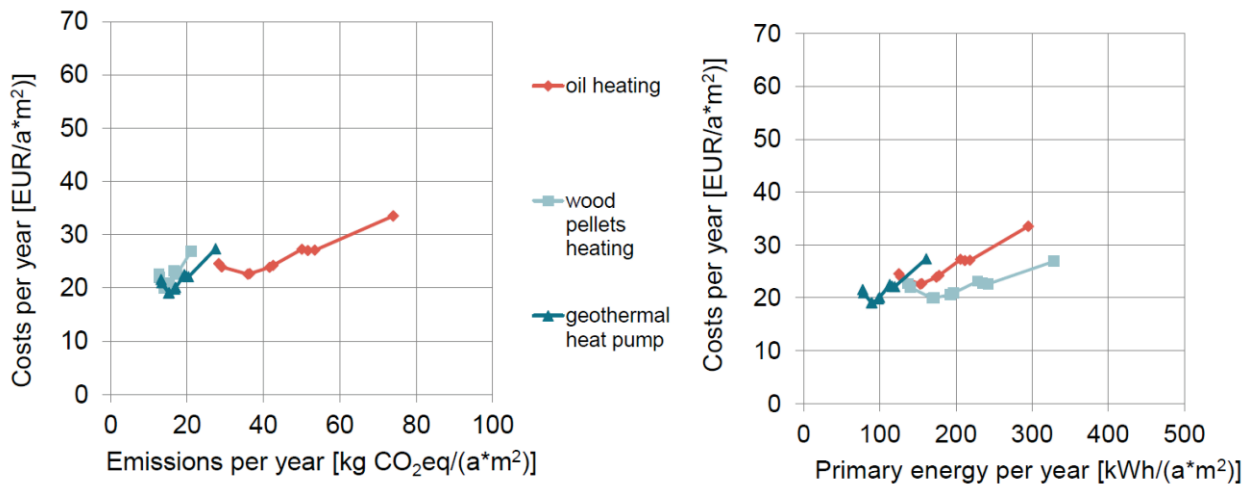 Costs per year [EUR/a*m²)]
70
60
50
40
30
20
10
0
0 20 40 60 80 100
Emissions per year [kg CO₂eq/(a*m²)]
oil heating
wood
pellets
heating
geothermal
heat pump
Costs per year [EUR/a*m²)]
70
60
50
40
30
20
10
0
0 100 200 300 400 500
Primary energy per year [kWh/(a*m²)]